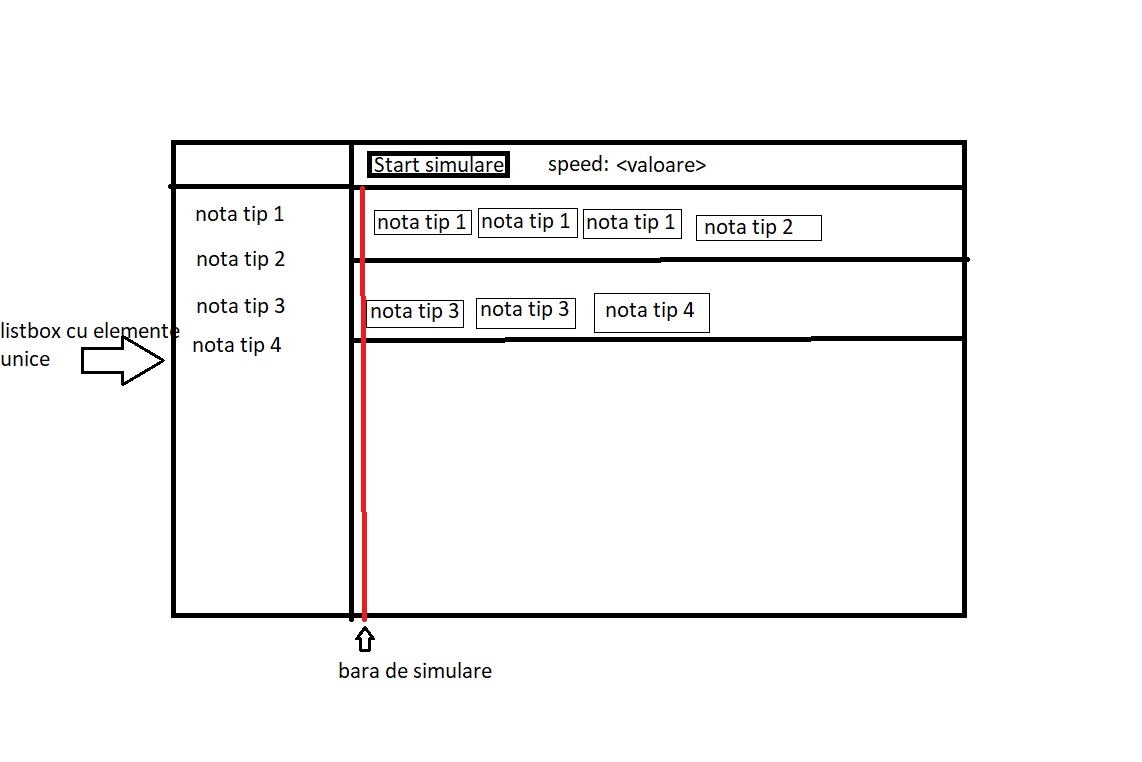 Start simulare speed: <valoare>
nota tip 1
nota tip 2
nota tip 3
nota tip 4
listbox cu elemente
unice
nota tip 1 nota tip 1 nota tip 1 nota tip 2
nota tip 3 nota tip 3 nota tip 4
bara de simulare